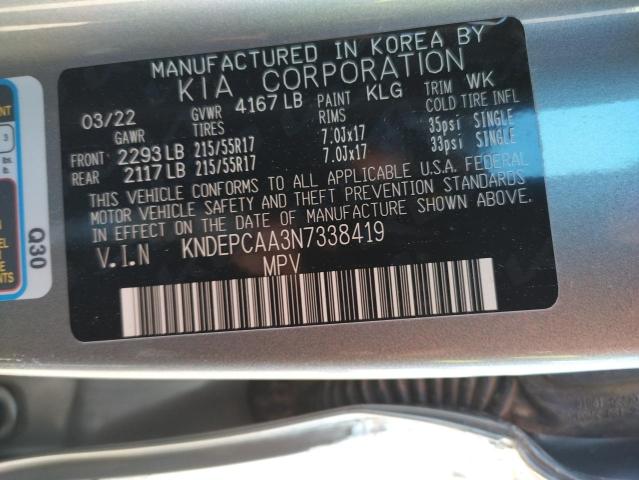 MANUFACTURED IN KOREA BY
KIA CORPORATION
03/22 GVWR 4167 LB PAINT KLG TRIM WK
GAWR TIRES RIMS COLD TIRE INFL
FRONT 2293 LB 215/55R17 7.0Jx17 35psi SINGLE
REAR 2117 LB 215/55R17 7.0Jx17 33psi SINGLE
THIS VEHICLE CONFORMS TO ALL APPLICABLE U.S.A. FEDERAL
MOTOR VEHICLE SAFETY AND THEFT PREVENTION STANDARDS
IN EFFECT ON THE DATE OF MANUFACTURE SHOWN ABOVE.
V.I.N KNDEPCAA3N7338419
MPV
Q30
3